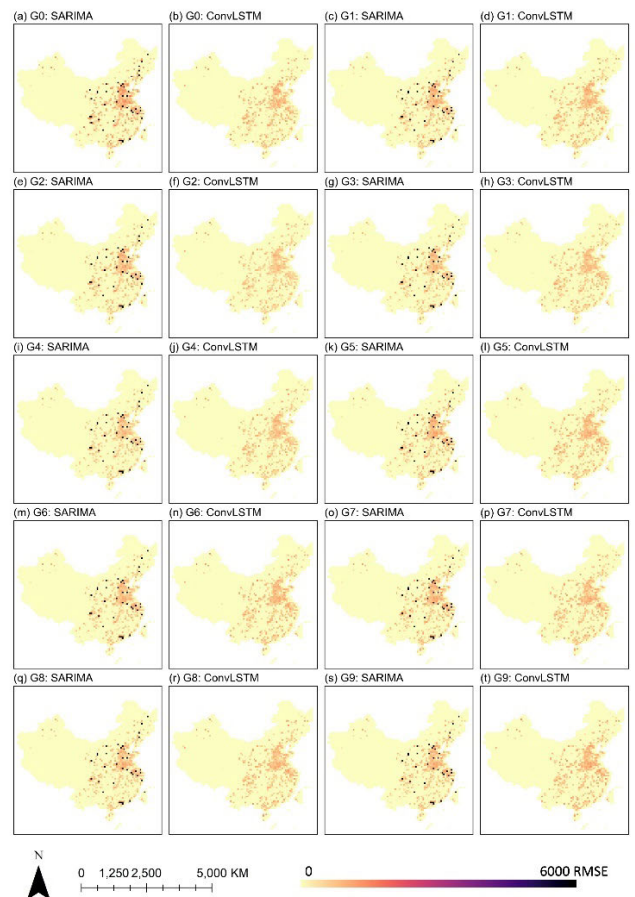 (a) G0: SARIMA (b) G0: ConvLSTM (c) G1: SARIMA (d) G1: ConvLSTM
(e) G2: SARIMA (f) G2: ConvLSTM (g) G3: SARIMA (h) G3: ConvLSTM
(i) G4: SARIMA (j) G4: ConvLSTM (k) G5: SARIMA (l) G5: ConvLSTM
(m) G6: SARIMA (n) G6: ConvLSTM (o) G7: SARIMA (p) G7: ConvLSTM
(q) G8: SARIMA (r) G8: ConvLSTM (s) G9: SARIMA (t) G9: ConvLSTM
N
0 1,250 2,500 5,000 KM
0 6000 RMSE